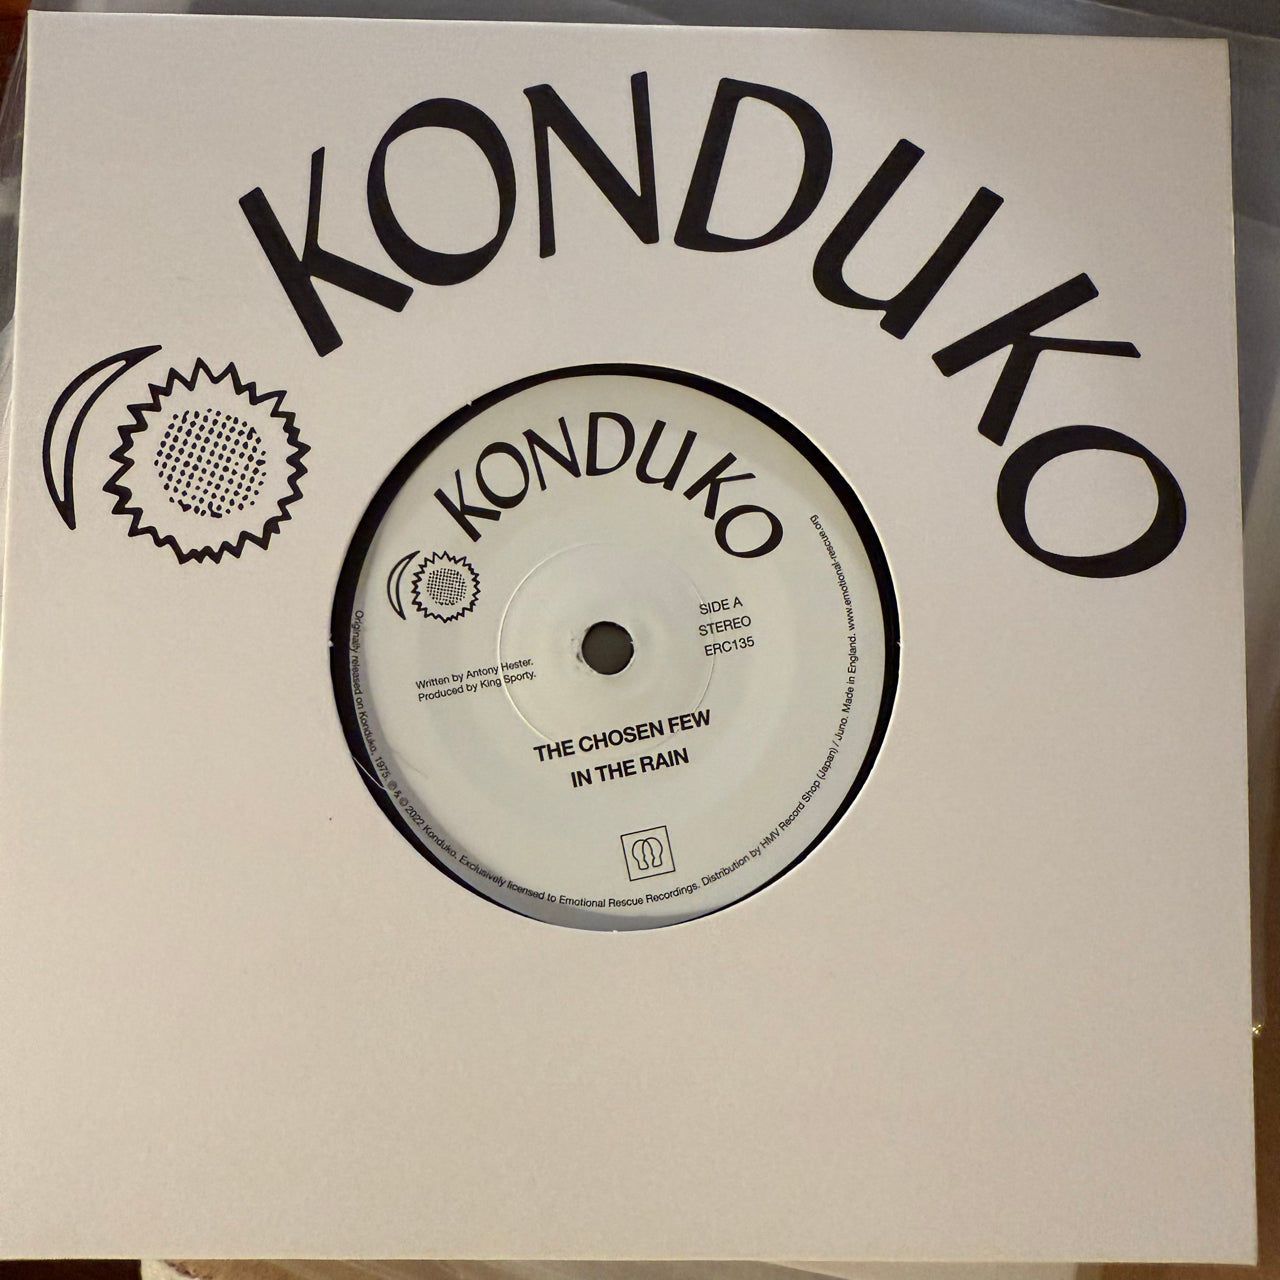 KONDUKO
KONDUKO
SIDE A
STEREO
ERC135
Written by Antony Hester.
Produced by King Sporty.
THE CHOSEN FEW
IN THE RAIN
Originally released on Konduko, 1975. ℗ & © 2022 Konduko. Exclusively licensed to Emotional Rescue Recordings. Distribution by HMV Record Shop (Japan) / Juno. Made in England. www.emotional-rescue.org